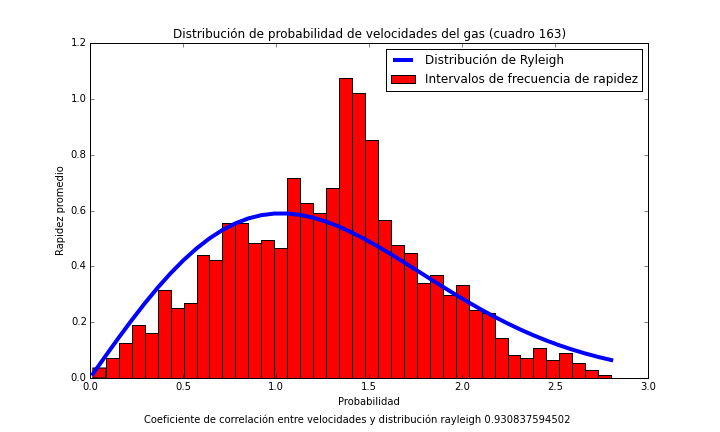 Distribución de probabilidad de velocidades del gas (cuadro 163)
Distribución de Ryleigh
Intervalos de frecuencia de rapidez
Rapidez promedio
1.2
1.0
0.8
0.6
0.4
0.2
0.0
0.0 0.5 1.0 1.5 2.0 2.5 3.0
Probabilidad
Coeficiente de correlación entre velocidades y distribución rayleigh 0.930837594502